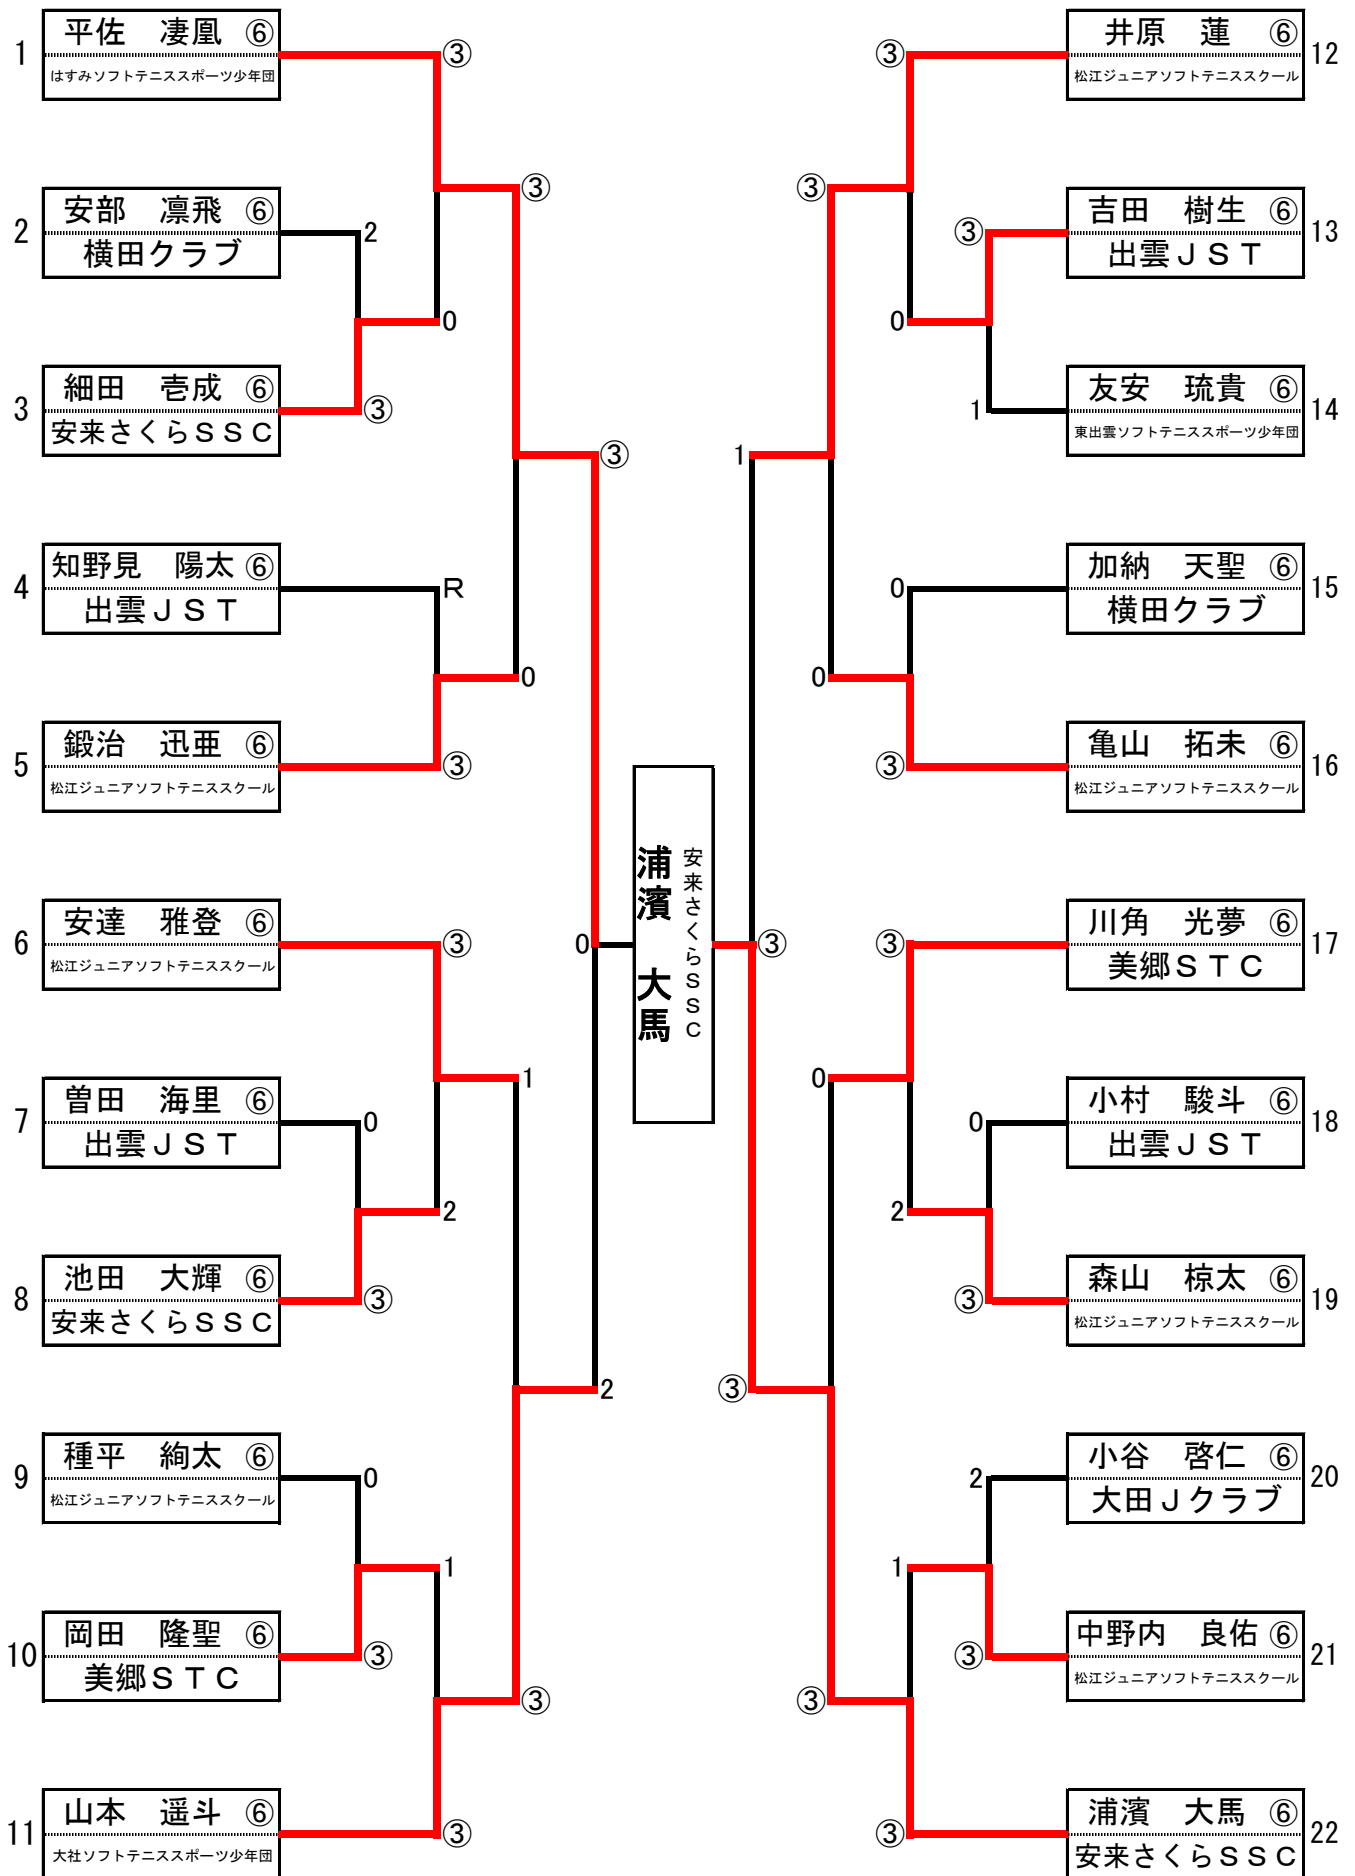 1
平佐 凄凰 ⑥
はすみソフトテニススポーツ少年団
③
2
安部 凛飛 ⑥
横田クラブ
2
③
0
3
細田 壱成 ⑥
安来さくらSSC
③
③
4
知野見 陽太 ⑥
出雲JST
R
0
5
鍛治 迅亜 ⑥
松江ジュニアソフトテニススクール
③
6
安達 雅登 ⑥
松江ジュニアソフトテニススクール
③
0
1
7
曽田 海里 ⑥
出雲JST
0
2
8
池田 大輝 ⑥
安来さくらSSC
③
2
9
種平 絢太 ⑥
松江ジュニアソフトテニススクール
0
1
10
岡田 隆聖 ⑥
美郷STC
③
③
11
山本 遥斗 ⑥
大社ソフトテニススポーツ少年団
③
浦濱 大馬
安来さくらSSC
③
井原 蓮 ⑥
松江ジュニアソフトテニススクール
12
③
③
吉田 樹生 ⑥
出雲JST
13
③
0
友安 琉貴 ⑥
東出雲ソフトテニススポーツ少年団
14
1
1
加納 天聖 ⑥
横田クラブ
15
0
0
亀山 拓未 ⑥
松江ジュニアソフトテニススクール
16
③
川角 光夢 ⑥
美郷STC
17
③
0
小村 駿斗 ⑥
出雲JST
18
0
2
森山 椋太 ⑥
松江ジュニアソフトテニススクール
19
③
③
小谷 啓仁 ⑥
大田Jクラブ
20
2
1
中野内 良佑 ⑥
松江ジュニアソフトテニススクール
21
③
③
浦濱 大馬 ⑥
安来さくらSSC
22
③